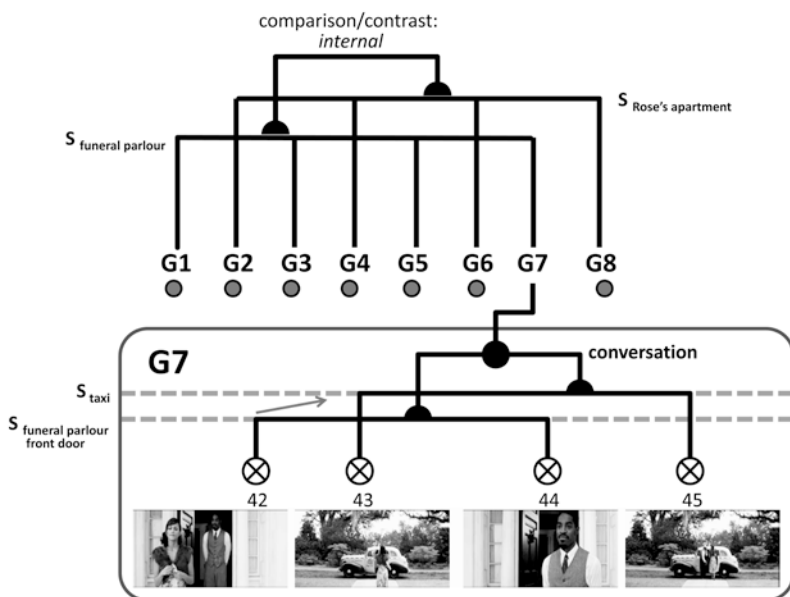 comparison/contrast:
internal
S Rose's apartment
S funeral parlour
G1 G2 G3 G4 G5 G6 G7 G8
G7
conversation
S taxi
S funeral parlour
front door
42 43 44 45